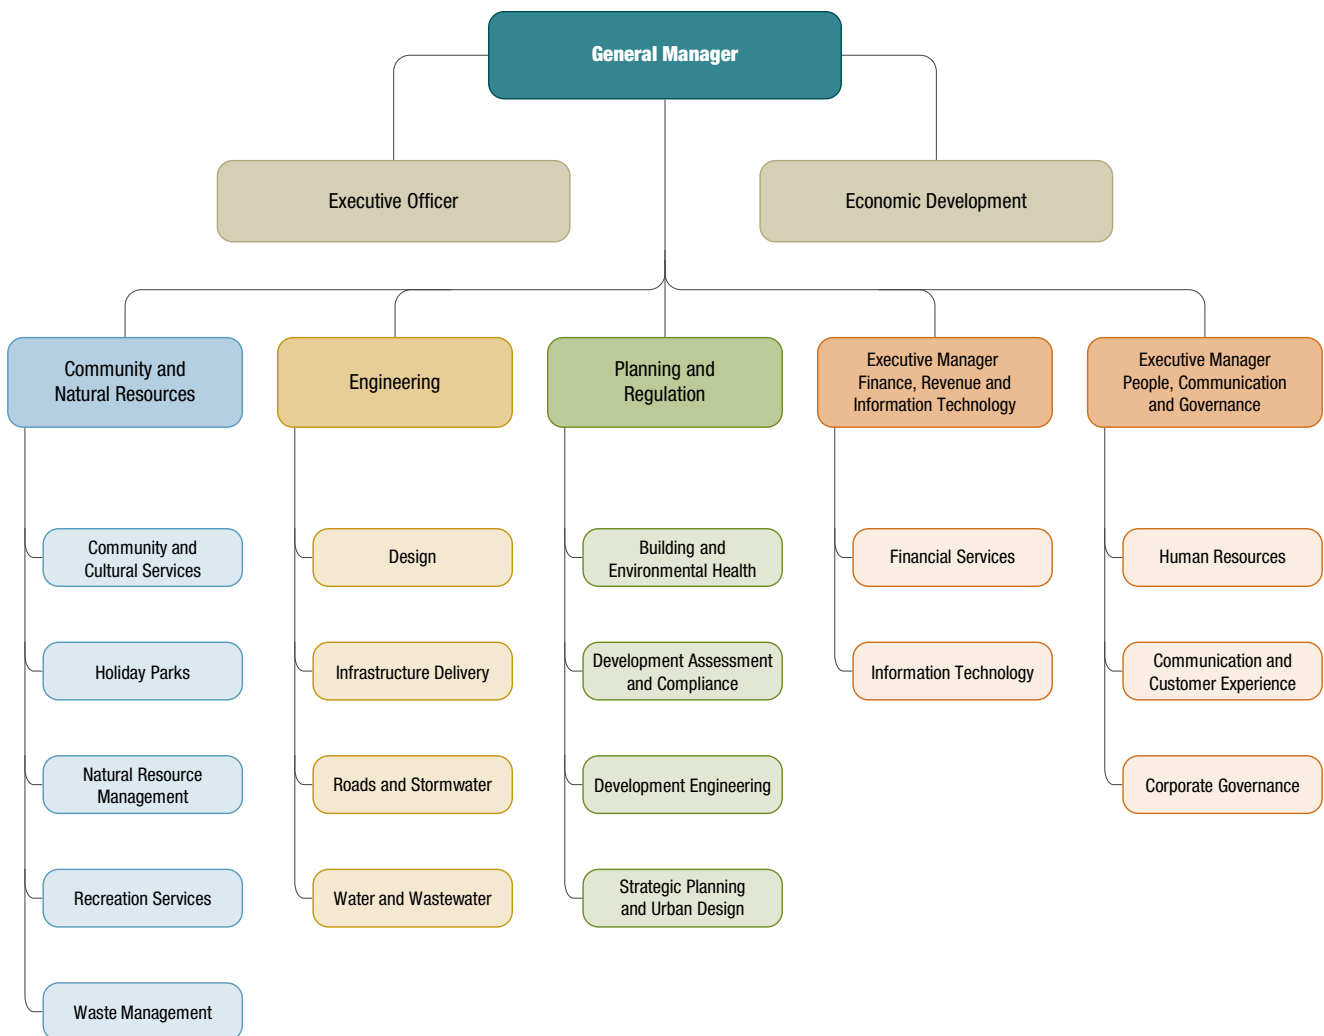 General Manager
Executive Officer
Economic Development
Community and
Natural Resources
Engineering
Planning and
Regulation
Executive Manager
Finance, Revenue and
Information Technology
Executive Manager
People, Communication
and Governance
Community and
Cultural Services
Design
Building and
Environmental Health
Financial Services
Human Resources
Holiday Parks
Infrastructure Delivery
Development Assessment
and Compliance
Information Technology
Communication and
Customer Experience
Natural Resource
Management
Roads and Stormwater
Development Engineering
Corporate Governance
Recreation Services
Water and Wastewater
Strategic Planning
and Urban Design
Waste Management